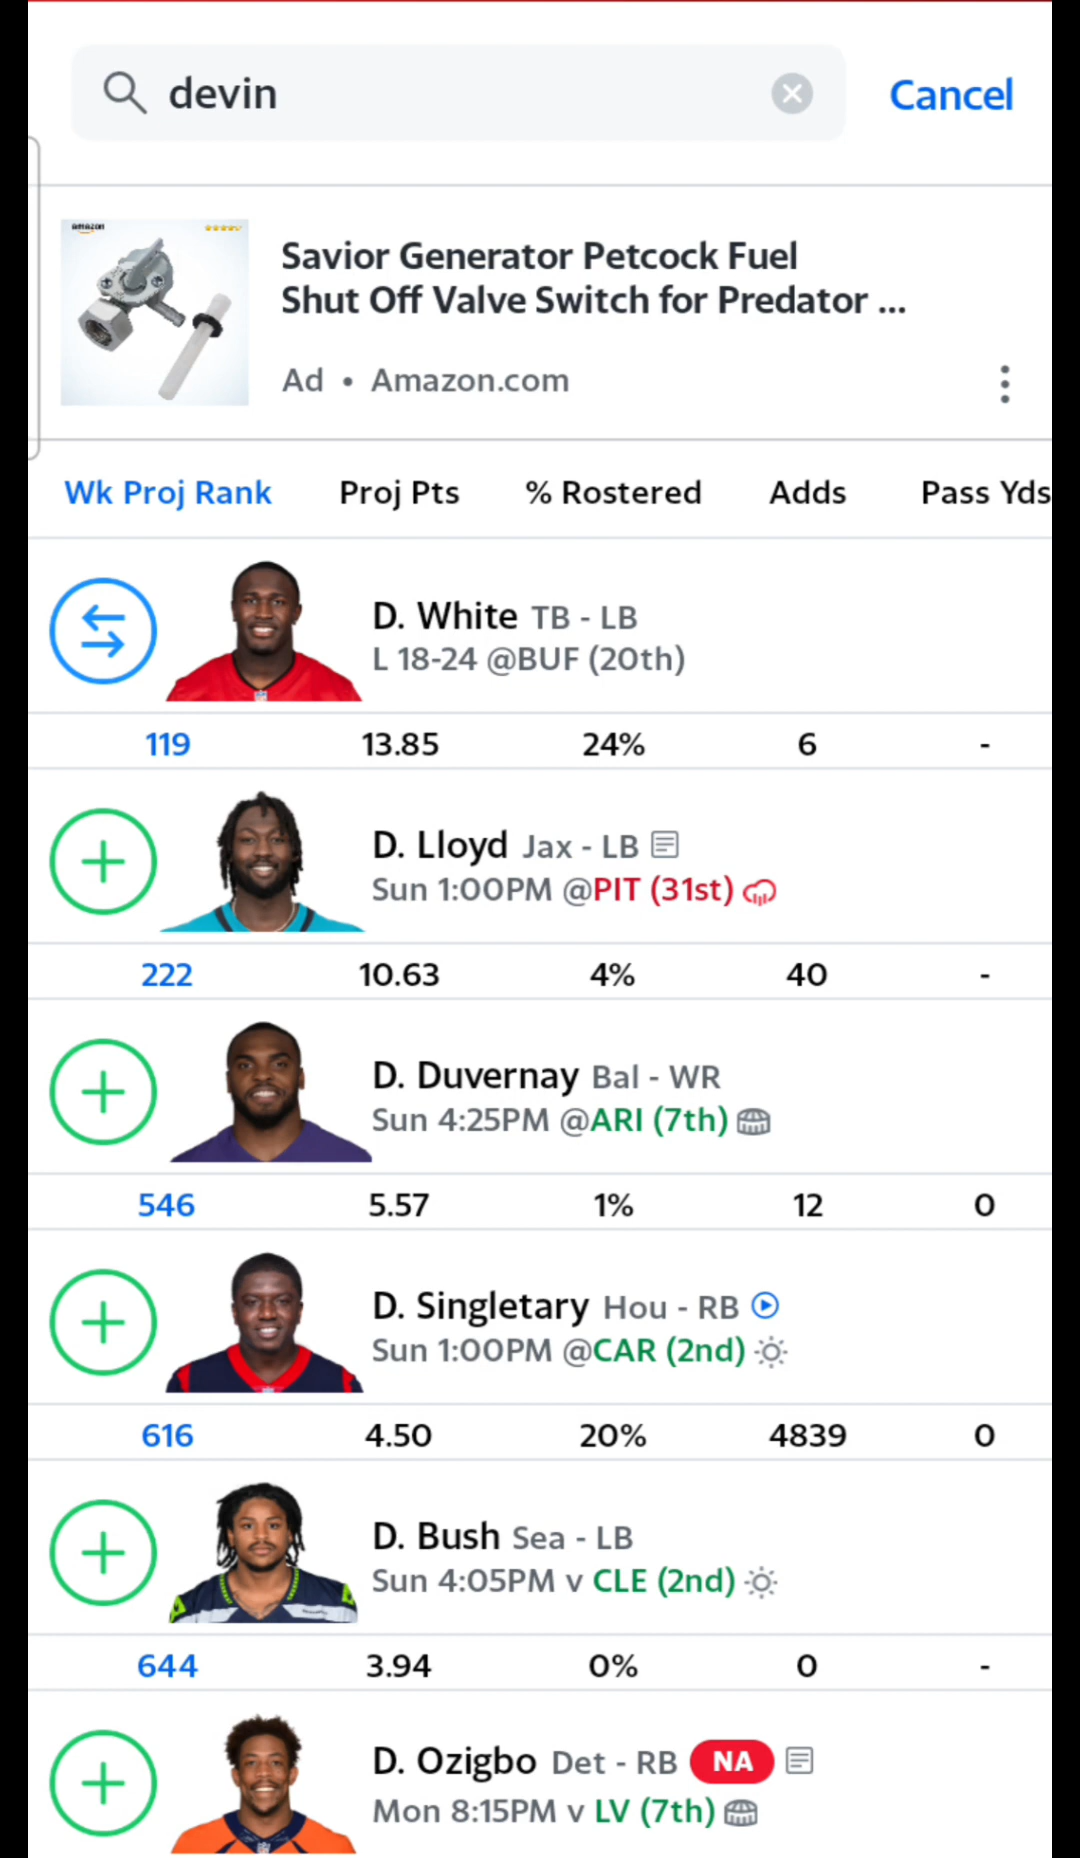 devin
Cancel
amazon
Savior Generator Petcock Fuel
Shut Off Valve Switch for Predator ...
Ad • Amazon.com
Wk Proj Rank Proj Pts % Rostered Adds Pass Yds
D. White TB - LB
L 18-24 @BUF (20th)
119 13.85 24% 6 -
D. Lloyd Jax - LB
Sun 1:00PM @PIT (31st)
222 10.63 4% 40 -
D. Duvernay Bal - WR
Sun 4:25PM @ARI (7th)
546 5.57 1% 12 0
D. Singletary Hou - RB
Sun 1:00PM @CAR (2nd)
616 4.50 20% 4839 0
D. Bush Sea - LB
Sun 4:05PM v CLE (2nd)
644 3.94 0% 0 -
D. Ozigbo Det - RB NA
Mon 8:15PM v LV (7th)